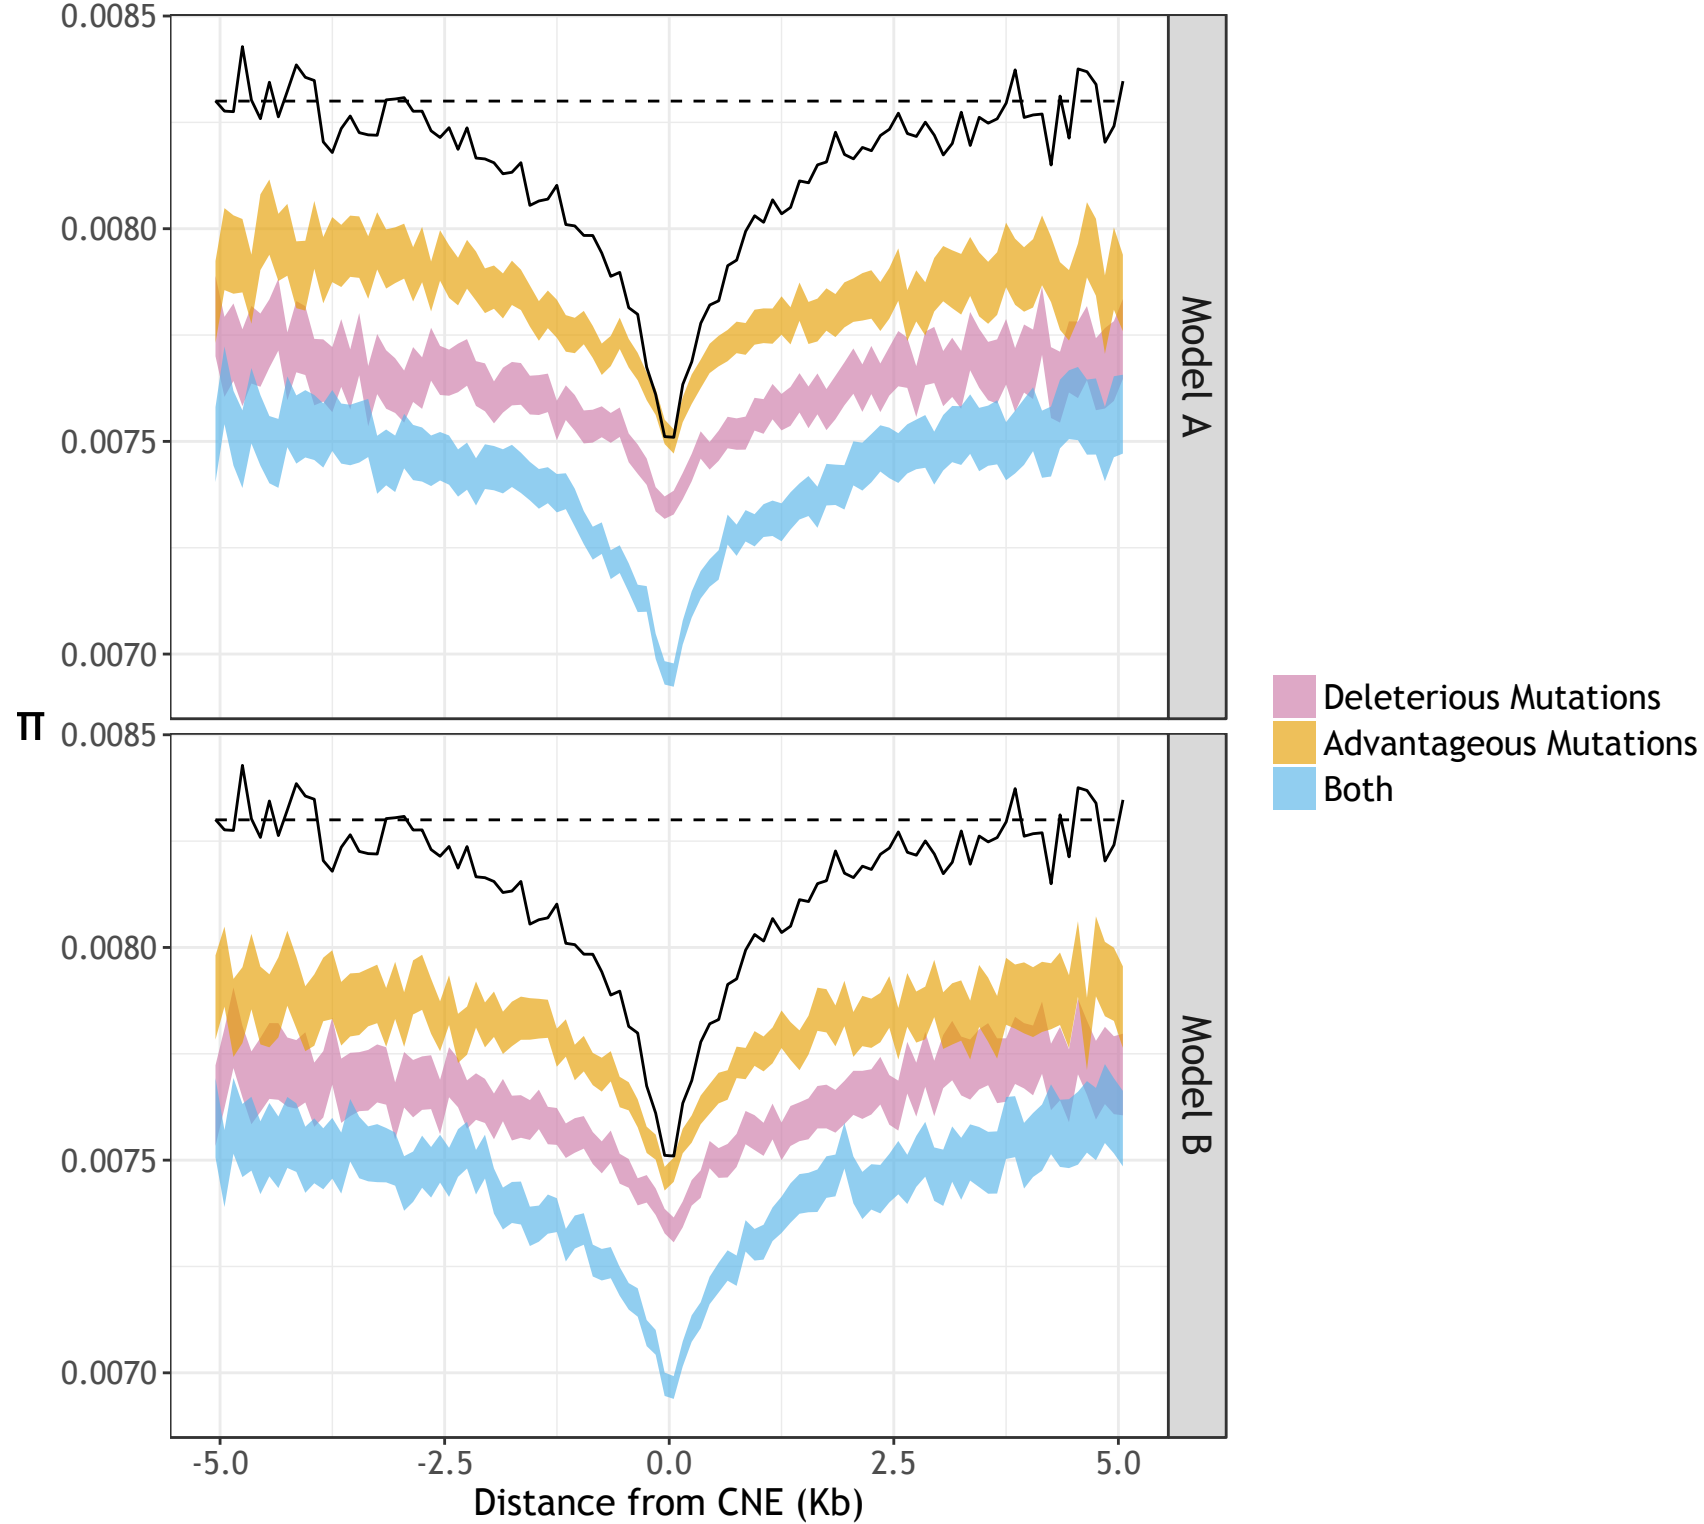 0.0085
0.0080
0.0075
0.0070
Model A
π
0.0085
0.0080
0.0075
0.0070
Model B
-5.0 -2.5 0.0 2.5 5.0
Distance from CNE (Kb)
Deleterious Mutations
Advantageous Mutations
Both